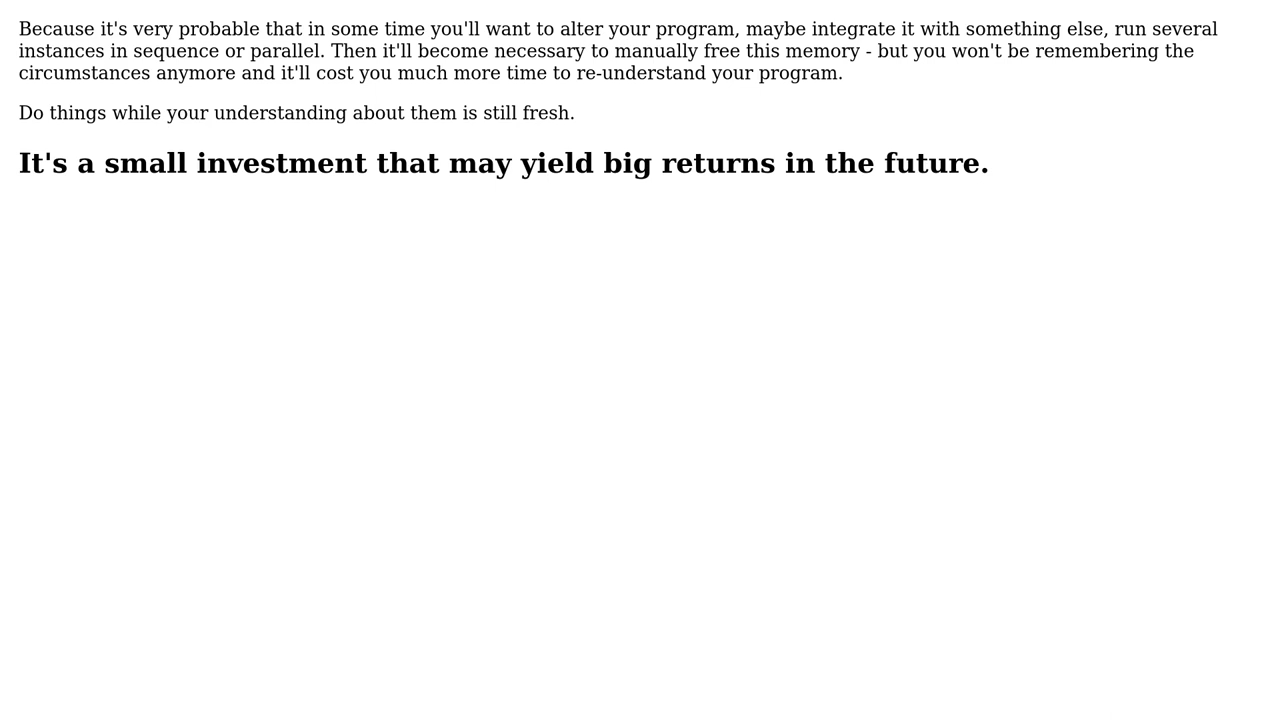 Because it's very probable that in some time you'll want to alter your program, maybe integrate it with something else, run several
instances in sequence or parallel. Then it'll become necessary to manually free this memory - but you won't be remembering the
circumstances anymore and it'll cost you much more time to re-understand your program.
Do things while your understanding about them is still fresh.
It's a small investment that may yield big returns in the future.